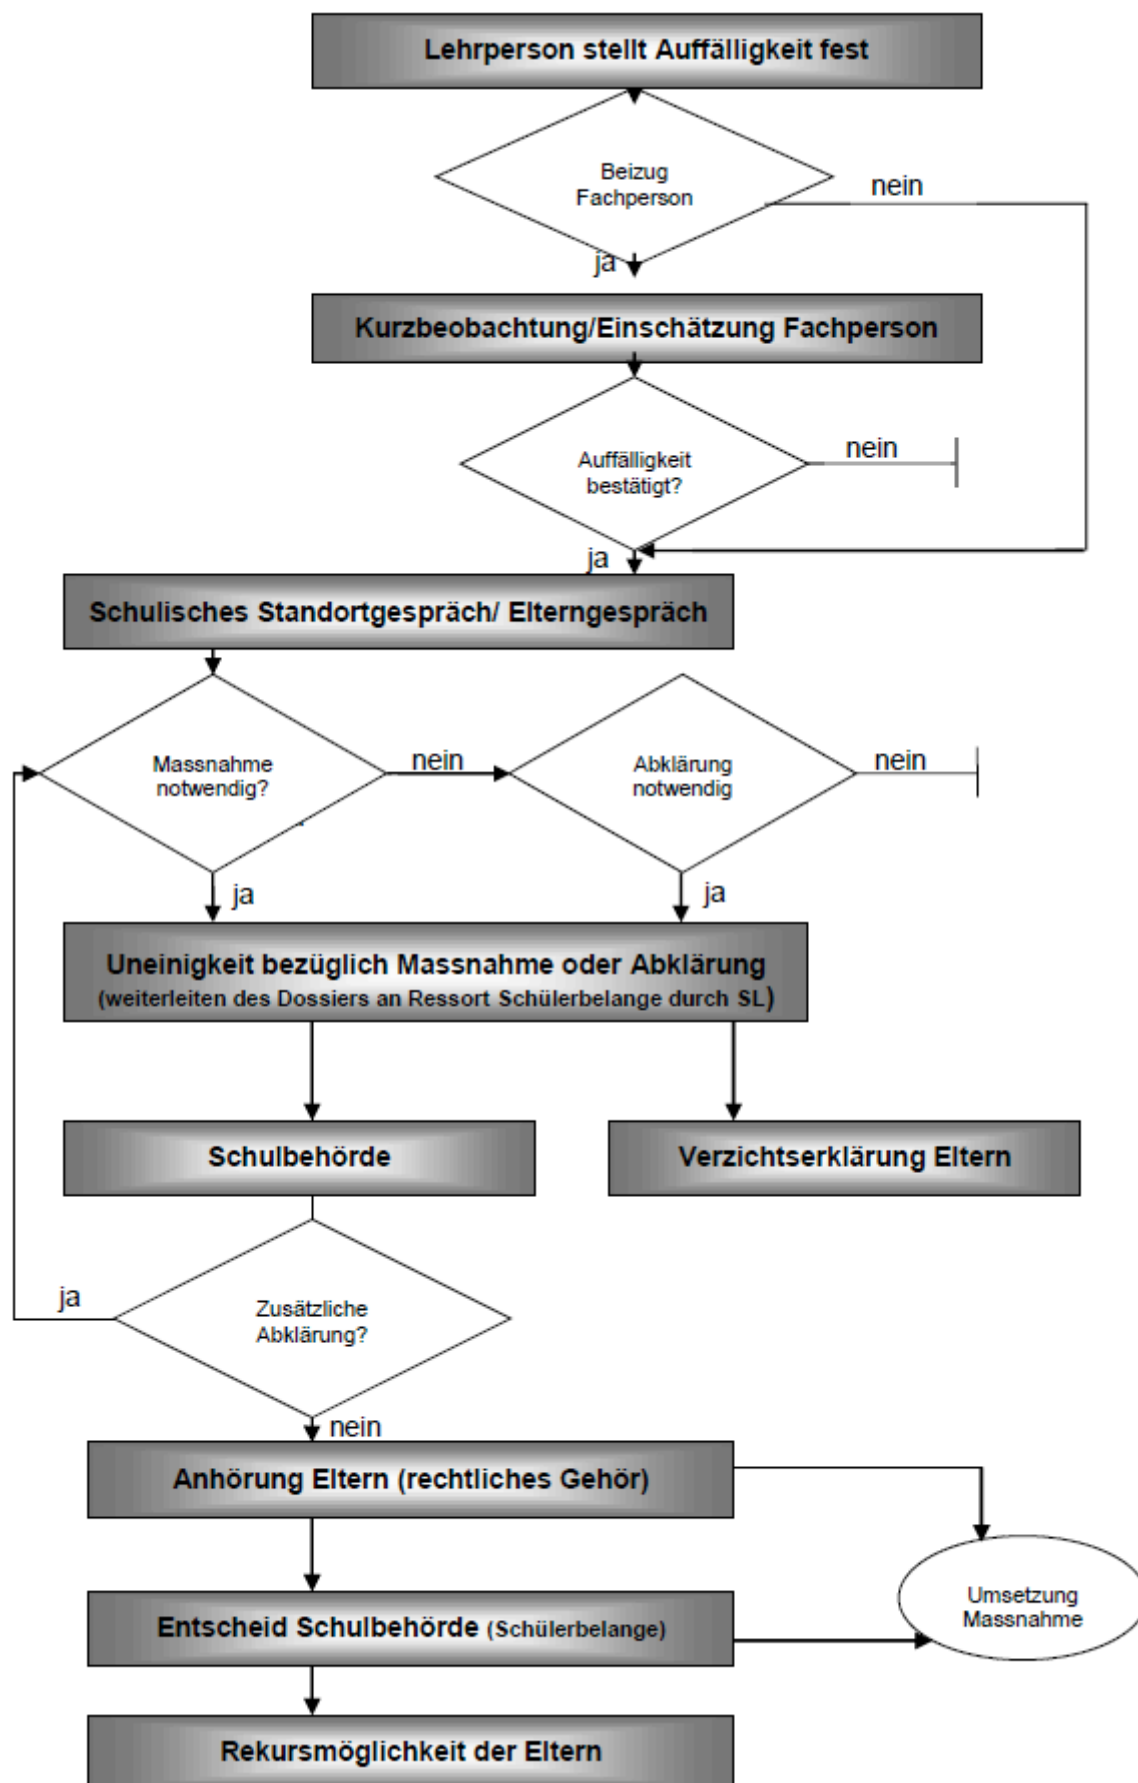 Lehrperson stellt Auffälligkeit fest
Beizug
Fachperson
nein
ja
Kurzbeobachtung/Einschätzung Fachperson
Auffälligkeit
bestätigt?
nein
ja
Schulisches Standortgespräch/ Elterngespräch
Massnahme
notwendig?
nein
Abklärung
notwendig
nein
ja
ja
Uneinigkeit bezüglich Massnahme oder Abklärung
(weiterleiten des Dossiers an Ressort Schülerbelange durch SL)
Schulbehörde
Verzichtserklärung Eltern
Zusätzliche
Abklärung?
ja
nein
Anhörung Eltern (rechtliches Gehör)
Umsetzung
Massnahme
Entscheid Schulbehörde (Schülerbelange)
Rekursmöglichkeit der Eltern